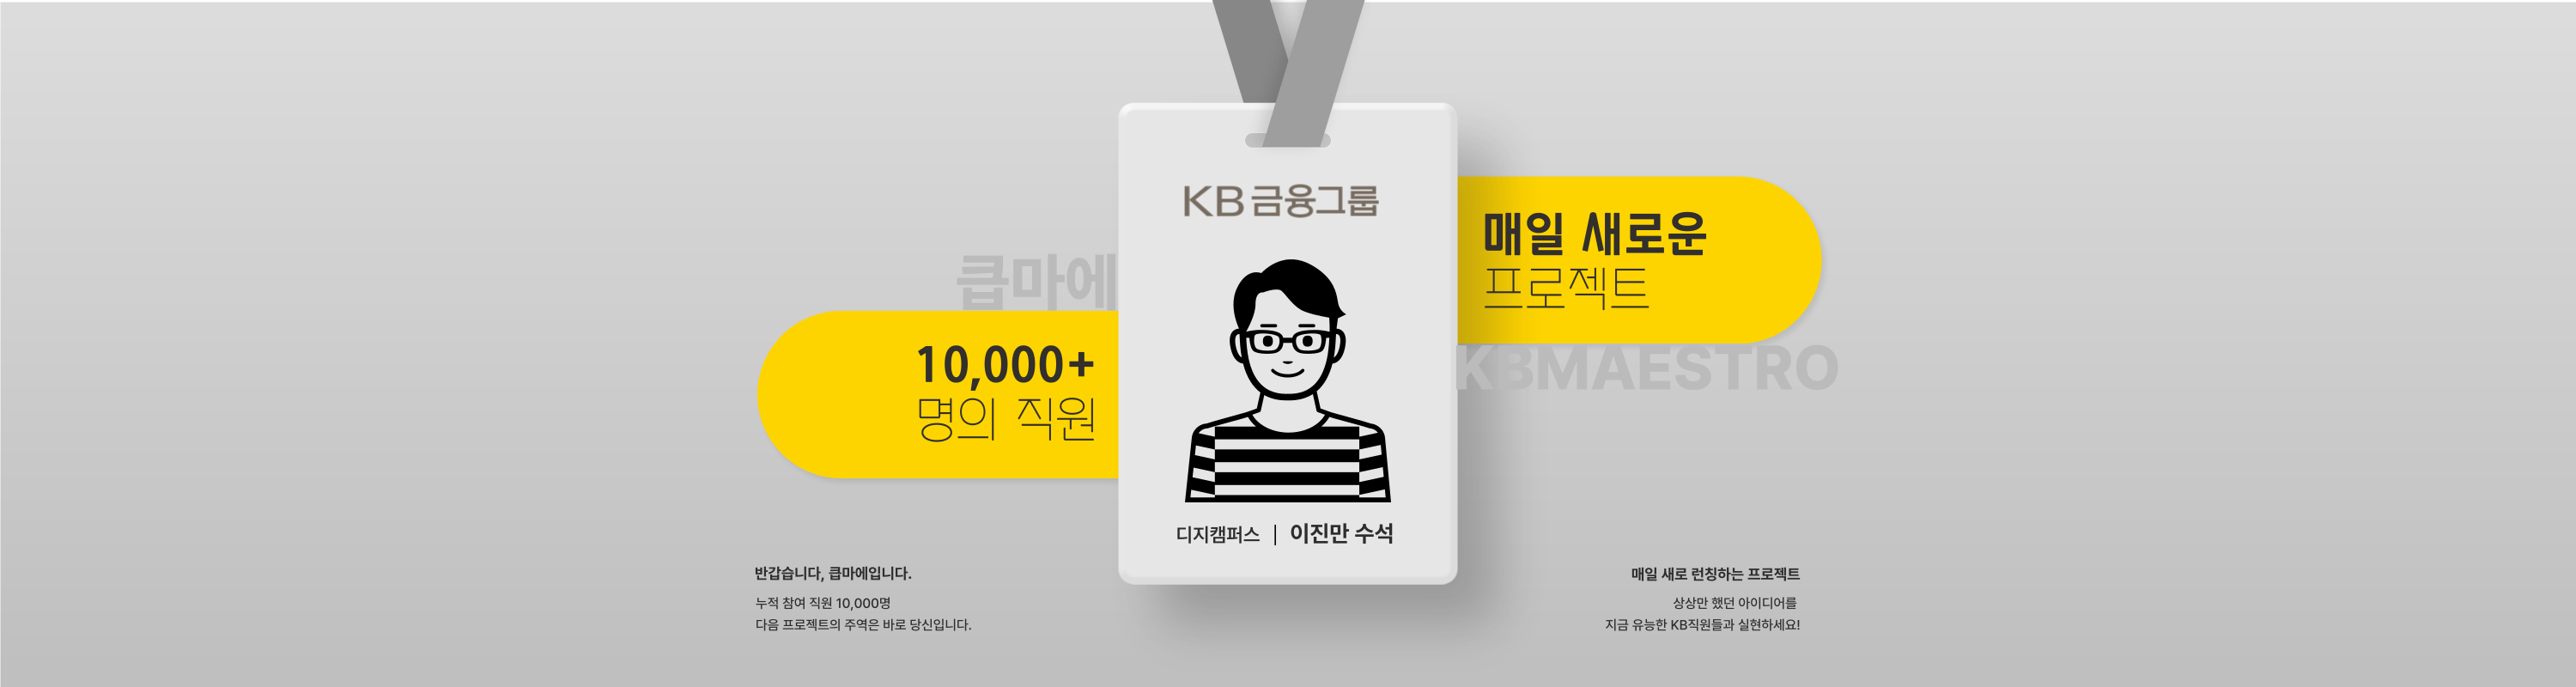 KB 금융그룹
매일 새로운
프로젝트
큽마에
10,000+
명의 직원
KBMAESTRO
디지캠퍼스 | 이진만 수석
반갑습니다, 큽마에입니다.
누적 참여 직원 10,000명
다음 프로젝트의 주역은 바로 당신입니다.
매일 새로 런칭하는 프로젝트
상상만 했던 아이디어를
지금 유능한 KB직원들과 실현하세요!